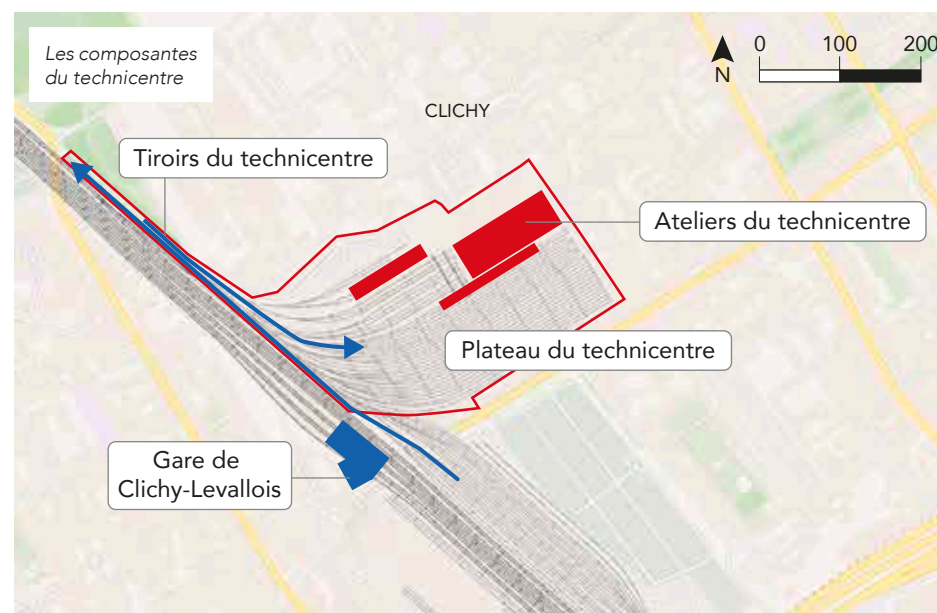 Les composantes
du technicentre
0 100 200
N
CLICHY
Tiroirs du technicentre
Ateliers du technicentre
Plateau du technicentre
Gare de
Clichy-Levallois